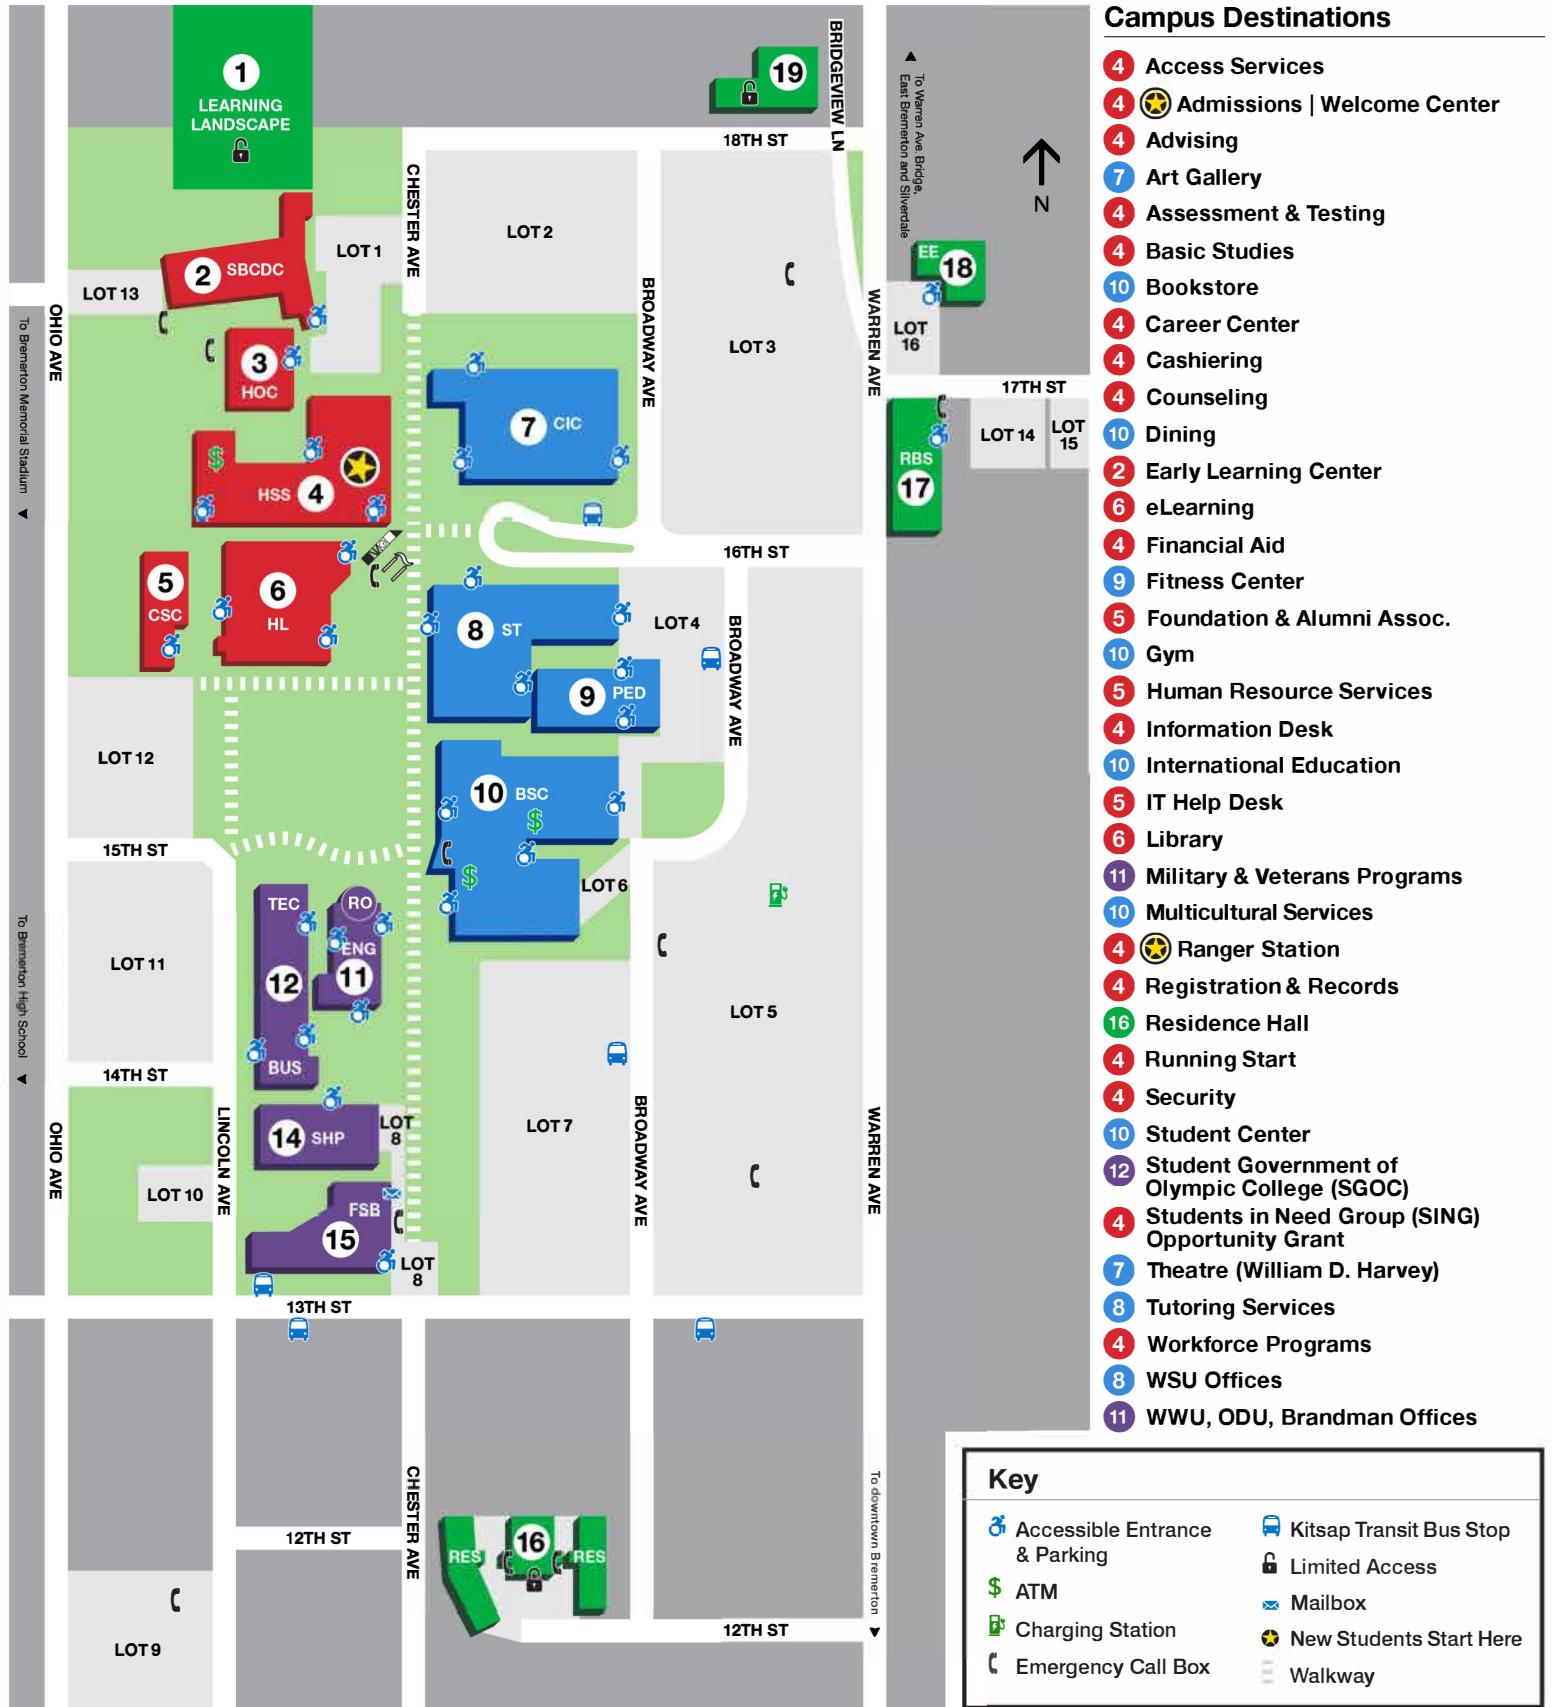 1
LEARNING
LANDSCAPE
19
BRIDGEVIEW LN
To Warren Ave. Bridge,
East Bremerton and Silverdale
18TH ST
N
CHESTER AVE
LOT 1
LOT 2
2 SBCDC
LOT 13
EE
18
OHIO AVE
To Bremerton Memorial Stadium
BROADWAY AVE
LOT 3
WARREN AVE
LOT
16
3
HOC
17TH ST
7 CIC
LOT 14
LOT
15
RBS
17
HSS 4
16TH ST
5
CSC
6
HL
8 ST
LOT 4
BROADWAY AVE
9 PED
LOT 12
10 BSC
15TH ST
LOT 6
TEC
RO
ENG
11
12
BUS
LOT 11
To Bremerton High School
LOT 5
14TH ST
LOT 7
14 SHP
LOT
8
OHIO AVE
LINCOLN AVE
BROADWAY AVE
WARREN AVE
LOT 10
FSB
15
LOT
8
13TH ST
CHESTER AVE
To downtown Bremerton
12TH ST
RES
16
RES
12TH ST
LOT 9
Campus Destinations
4 Access Services
4 Admissions | Welcome Center
4 Advising
7 Art Gallery
4 Assessment & Testing
4 Basic Studies
10 Bookstore
4 Career Center
4 Cashiering
4 Counseling
10 Dining
2 Early Learning Center
6 eLearning
4 Financial Aid
9 Fitness Center
5 Foundation & Alumni Assoc.
10 Gym
5 Human Resource Services
4 Information Desk
10 International Education
5 IT Help Desk
6 Library
11 Military & Veterans Programs
10 Multicultural Services
4 Ranger Station
4 Registration & Records
16 Residence Hall
4 Running Start
4 Security
10 Student Center
12 Student Government of
Olympic College (SGOC)
4 Students in Need Group (SING)
Opportunity Grant
7 Theatre (William D. Harvey)
8 Tutoring Services
4 Workforce Programs
8 WSU Offices
11 WWU, ODU, Brandman Offices
Key
Accessible Entrance
& Parking
$ ATM
Charging Station
Emergency Call Box
Kitsap Transit Bus Stop
Limited Access
Mailbox
New Students Start Here
Walkway